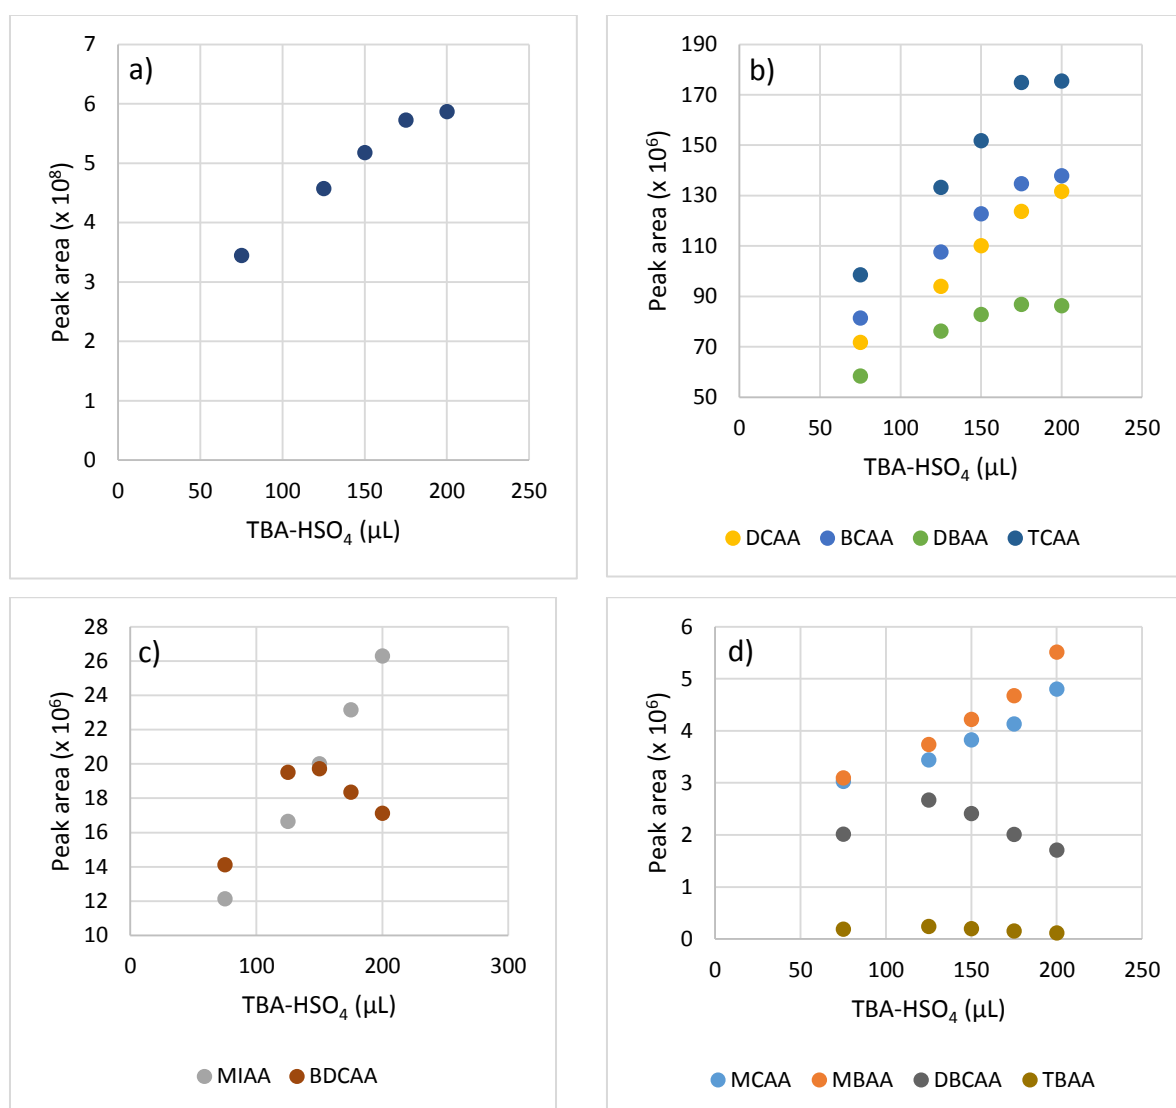 a)
7
6
5
4
3
2
1
0
0 50 100 150 200 250
Peak area (x 10⁸)
TBA-HSO₄ (µL)
b)
190
170
150
130
110
90
70
50
0 50 100 150 200 250
Peak area (x 10⁶)
TBA-HSO₄ (µL)
DCAA BCAA DBAA TCAA
c)
28
26
24
22
20
18
16
14
12
10
0 100 200 300
Peak area (x 10⁶)
TBA-HSO₄ (µL)
MIAA BDCAA
d)
6
5
4
3
2
1
0
0 50 100 150 200 250
Peak area (x 10⁶)
TBA-HSO₄ (µL)
MCAA MBAA DBCAA TBAA